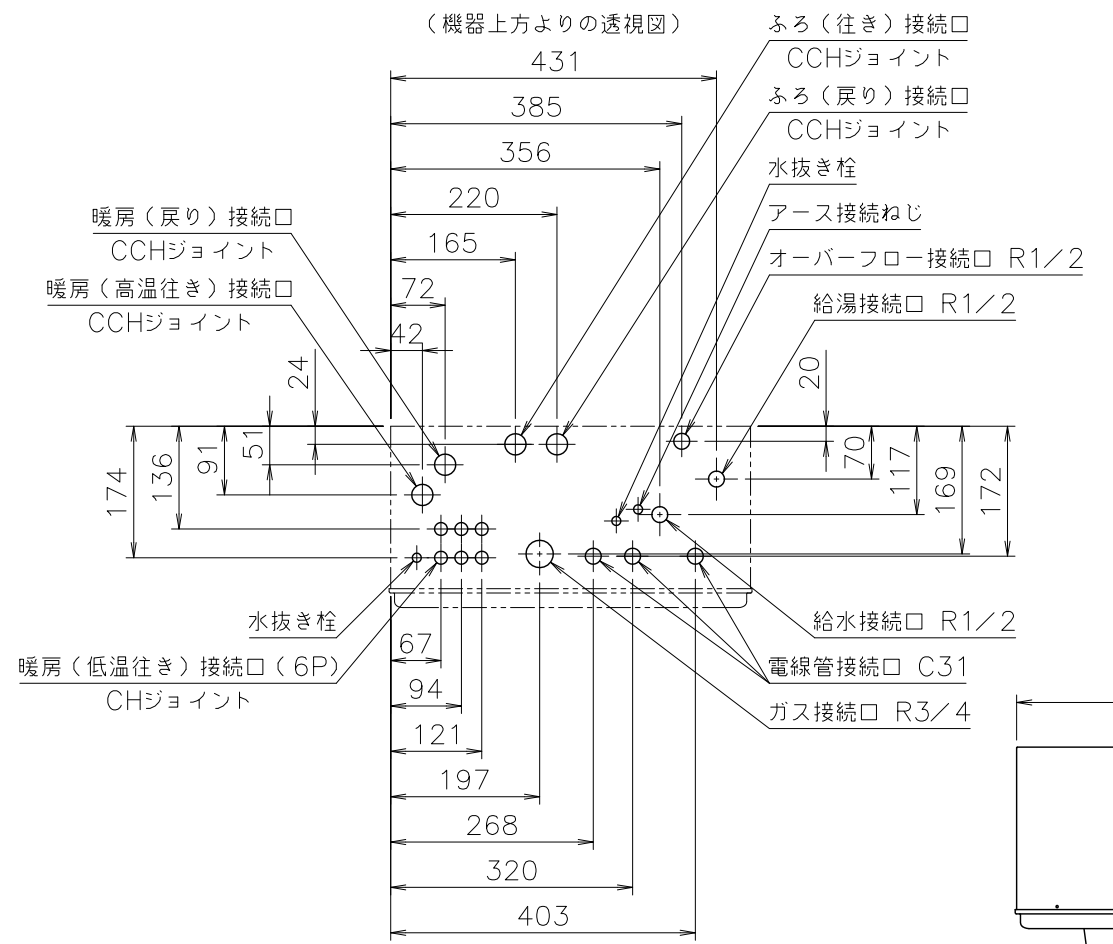 （機器上方よりの透視図）
ふろ（往き）接続口
CCHジョイント
431
ふろ（戻り）接続口
CCHジョイント
385
356
水抜き栓
220
アース接続ねじ
暖房（戻り）接続口
CCHジョイント
165
オーバーフロー接続口 R1/2
暖房（高温往き）接続口
CCHジョイント
72
給湯接続口 R1/2
42
24
20
51
91
136
174
70
117
169
172
水抜き栓
給水接続口 R1/2
67
暖房（低温往き）接続口（6P）
CHジョイント
電線管接続口 C31
94
ガス接続口 R3/4
121
197
268
320
403